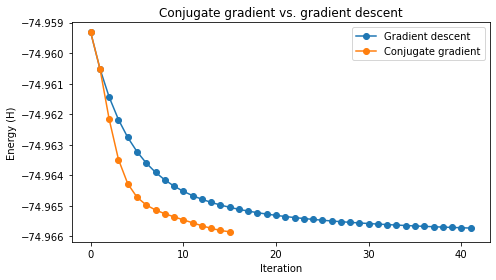 Conjugate gradient vs. gradient descent
Energy (H)
−74.959
−74.960
−74.961
−74.962
−74.963
−74.964
−74.965
−74.966
Gradient descent
Conjugate gradient
0
10
20
30
40
Iteration